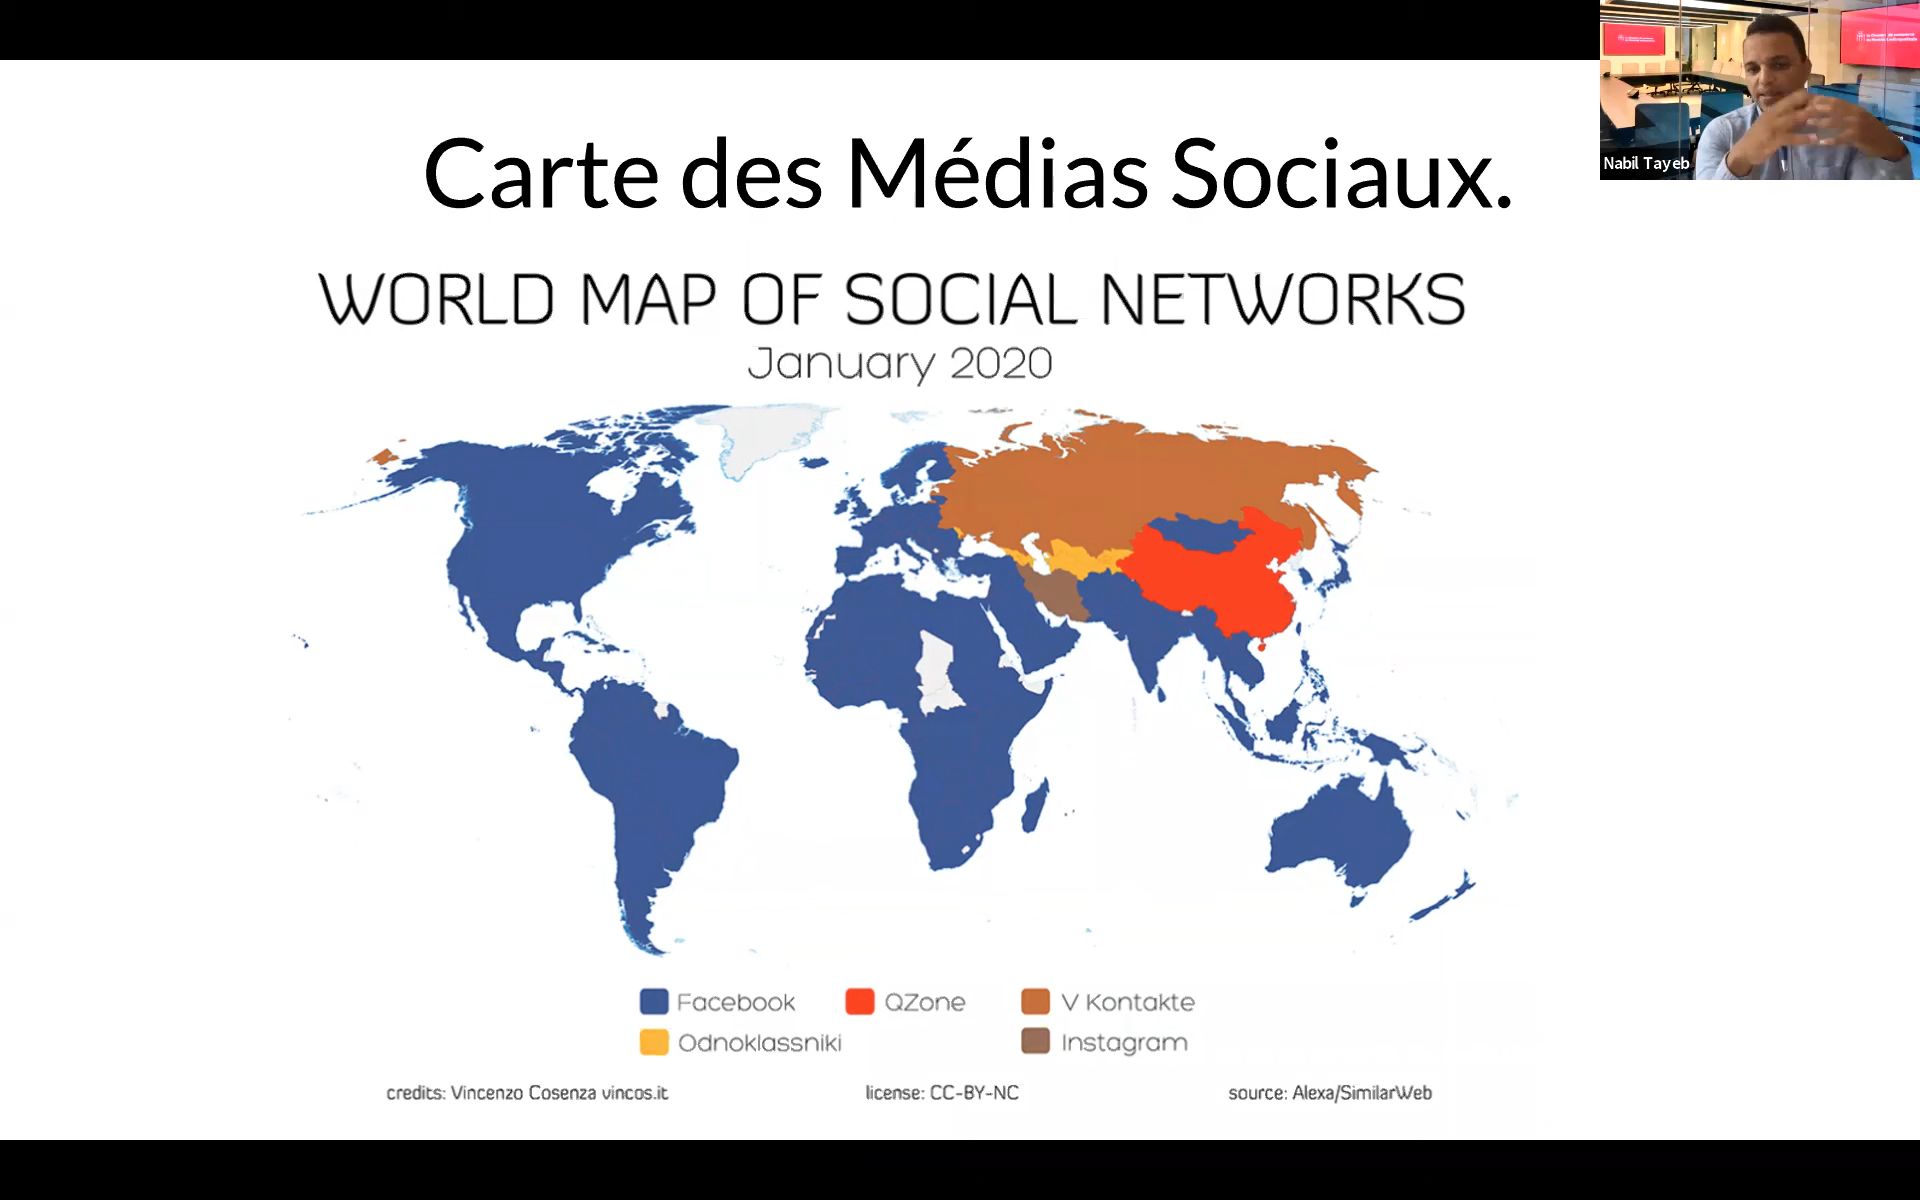 Carte des Médias Sociaux.
WORLD MAP OF SOCIAL NETWORKS
January 2020
Facebook
QZone
V Kontakte
Odnoklassniki
Instagram
credits: Vincenzo Cosenza vincos.it
license: CC-BY-NC
source: Alexa/SimilarWeb
Nabil Tayeb